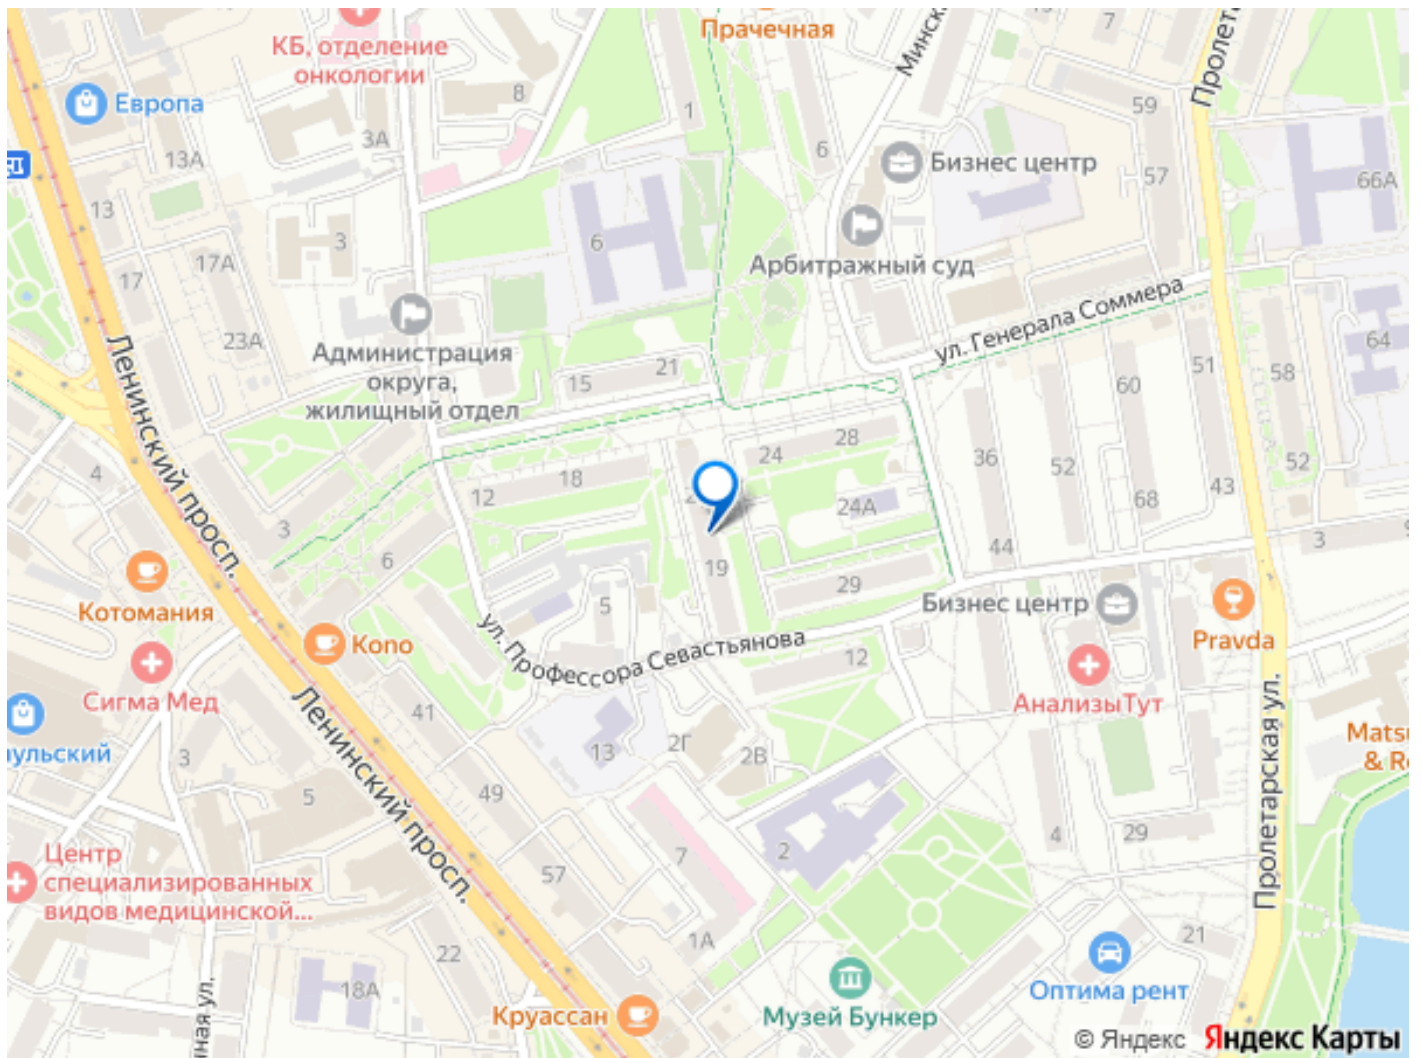 Прачечная
КБ, отделение
онкологии
7
Европа
8
1
59
3А
6
Бизнес центр
13А
57
66А
13
3
6
17А
17
Арбитражный суд
ул. Генерала Соммера
23А
Администрация
округа,
жилищный отдел
64
21
15
51
58
60
Ленинский просп.
28
24
36
52
52
4
18
12
43
24А
68
3
44
3
6
19
29
5
Котомания
Бизнес центр
Pravda
Kono
ул. Профессора Севастьянова
12
Сигма Мед
АнализыТут
41
Ленинский просп.
Пролетарская ул.
13
2Г
2В
3
49
5
4
29
7
2
Центр
специализированных
видов медицинской...
57
1А
22
21
18А
Оптима рент
Круассан
Музей Бункер
© Яндекс Яндекс Карты